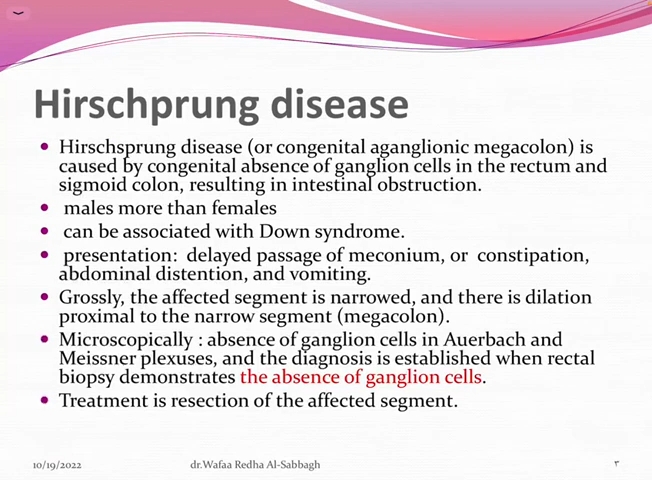 Hirschprung disease
• Hirschsprung disease (or congenital aganglionic megacolon) is
caused by congenital absence of ganglion cells in the rectum and
sigmoid colon, resulting in intestinal obstruction.
• males more than females
• can be associated with Down syndrome.
• presentation: delayed passage of meconium, or constipation,
abdominal distention, and vomiting.
• Grossly, the affected segment is narrowed, and there is dilation
proximal to the narrow segment (megacolon).
• Microscopically : absence of ganglion cells in Auerbach and
Meissner plexuses, and the diagnosis is established when rectal
biopsy demonstrates the absence of ganglion cells.
• Treatment is resection of the affected segment.
10/19/2022 dr.Wafaa Redha Al-Sabbagh ٣